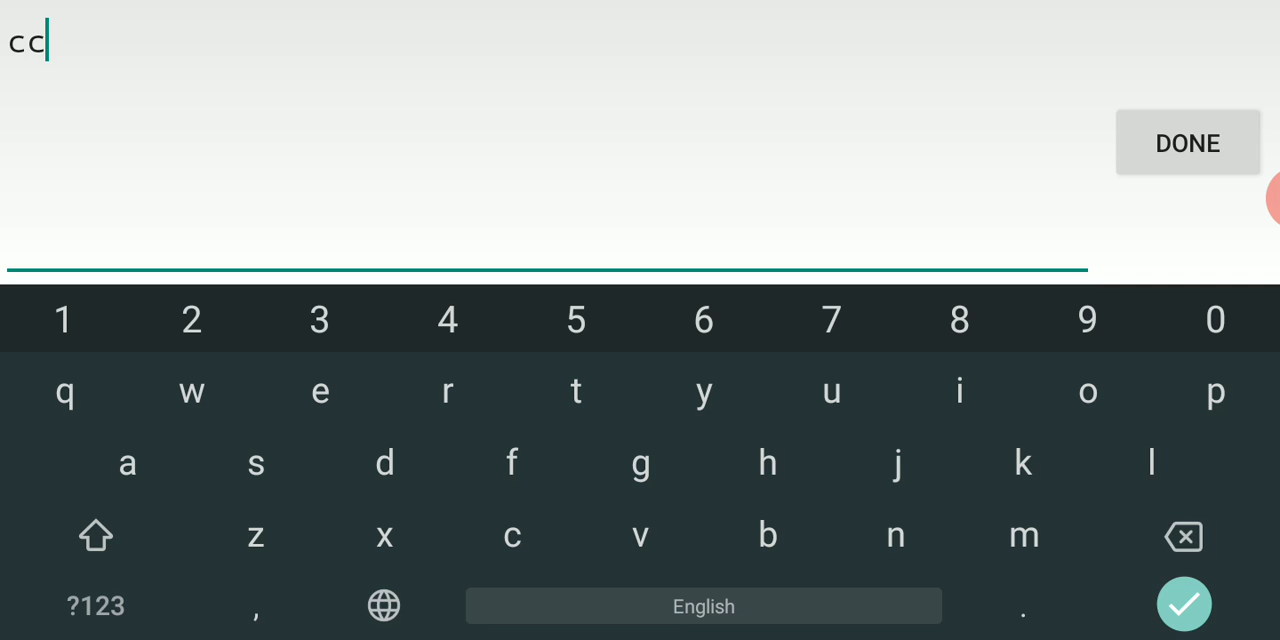 cc
DONE
1 2 3 4 5 6 7 8 9 0
q w e r t y u i o p
a s d f g h j k l
z x c v b n m
?123 , English .